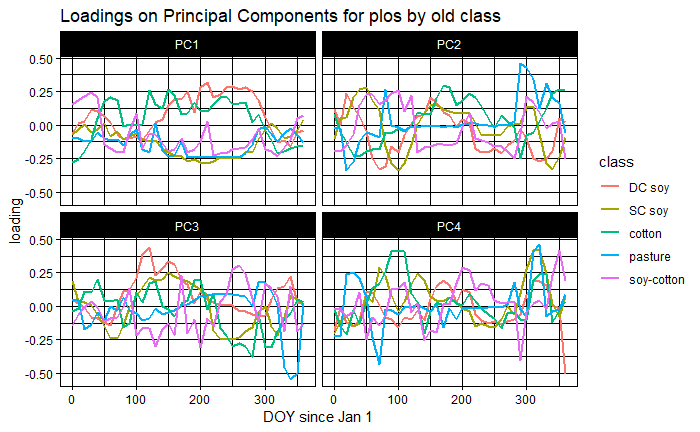 Loadings on Principal Components for plos by old class
PC1
PC2
0.50
0.25
0.00
-0.25
-0.50
PC3
PC4
0.50
0.25
0.00
-0.25
-0.50
0
100
200
300
0
100
200
300
loading
DOY since Jan 1
class
DC soy
SC soy
cotton
pasture
soy-cotton